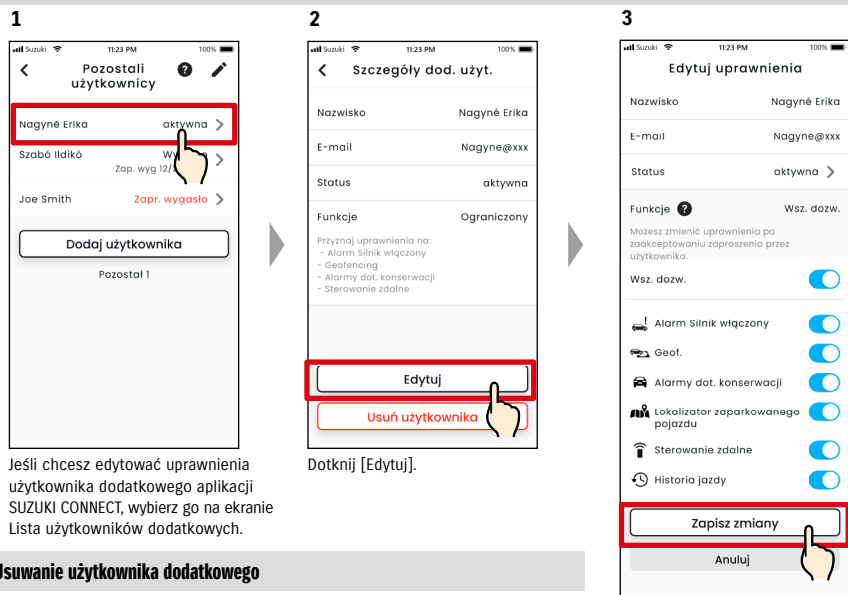 1
Suzuki 11:23 PM 100%
Pozostali
użytkownicy
Nagyné Erika aktywna
Szabó Ildikó
Zap. wyg
Joe Smith Zapr. wygasło
Dodaj użytkownika
Pozostał 1
Jeśli chcesz edytować uprawnienia
użytkownika dodatkowego aplikacji
SUZUKI CONNECT, wybierz go na ekranie
Lista użytkowników dodatkowych.
2
Suzuki 11:23 PM 100%
Szczegóły dod. użyt.
Nazwisko Nagyné Erika
E-mail Nagyne@xxx
Status aktywna
Funkcje Ograniczony
Przyznaj uprawnienia na:
- Alarm Silnik włączony
- Geofencing
- Alarmy dot. konserwacji
- Sterowanie zdalne
Edytuj
Usuń użytkownika
Dotknij [Edytuj].
3
Suzuki 11:23 PM 100%
Edytuj uprawnienia
Nazwisko Nagyné Erika
E-mail Nagyne@xxx
Status aktywna
Funkcje ? Wsz. dozw.
Możesz zmienić uprawnienia po
zaakceptowaniu zaproszenia przez
użytkownika.
Wsz. dozw.
Alarm Silnik włączony
Geof.
Alarmy dot. konserwacji
Lokalizator zaparkowanego
pojazdu
Sterowanie zdalne
Historia jazdy
Zapisz zmiany
Anuluj
Usuwanie użytkownika dodatkowego